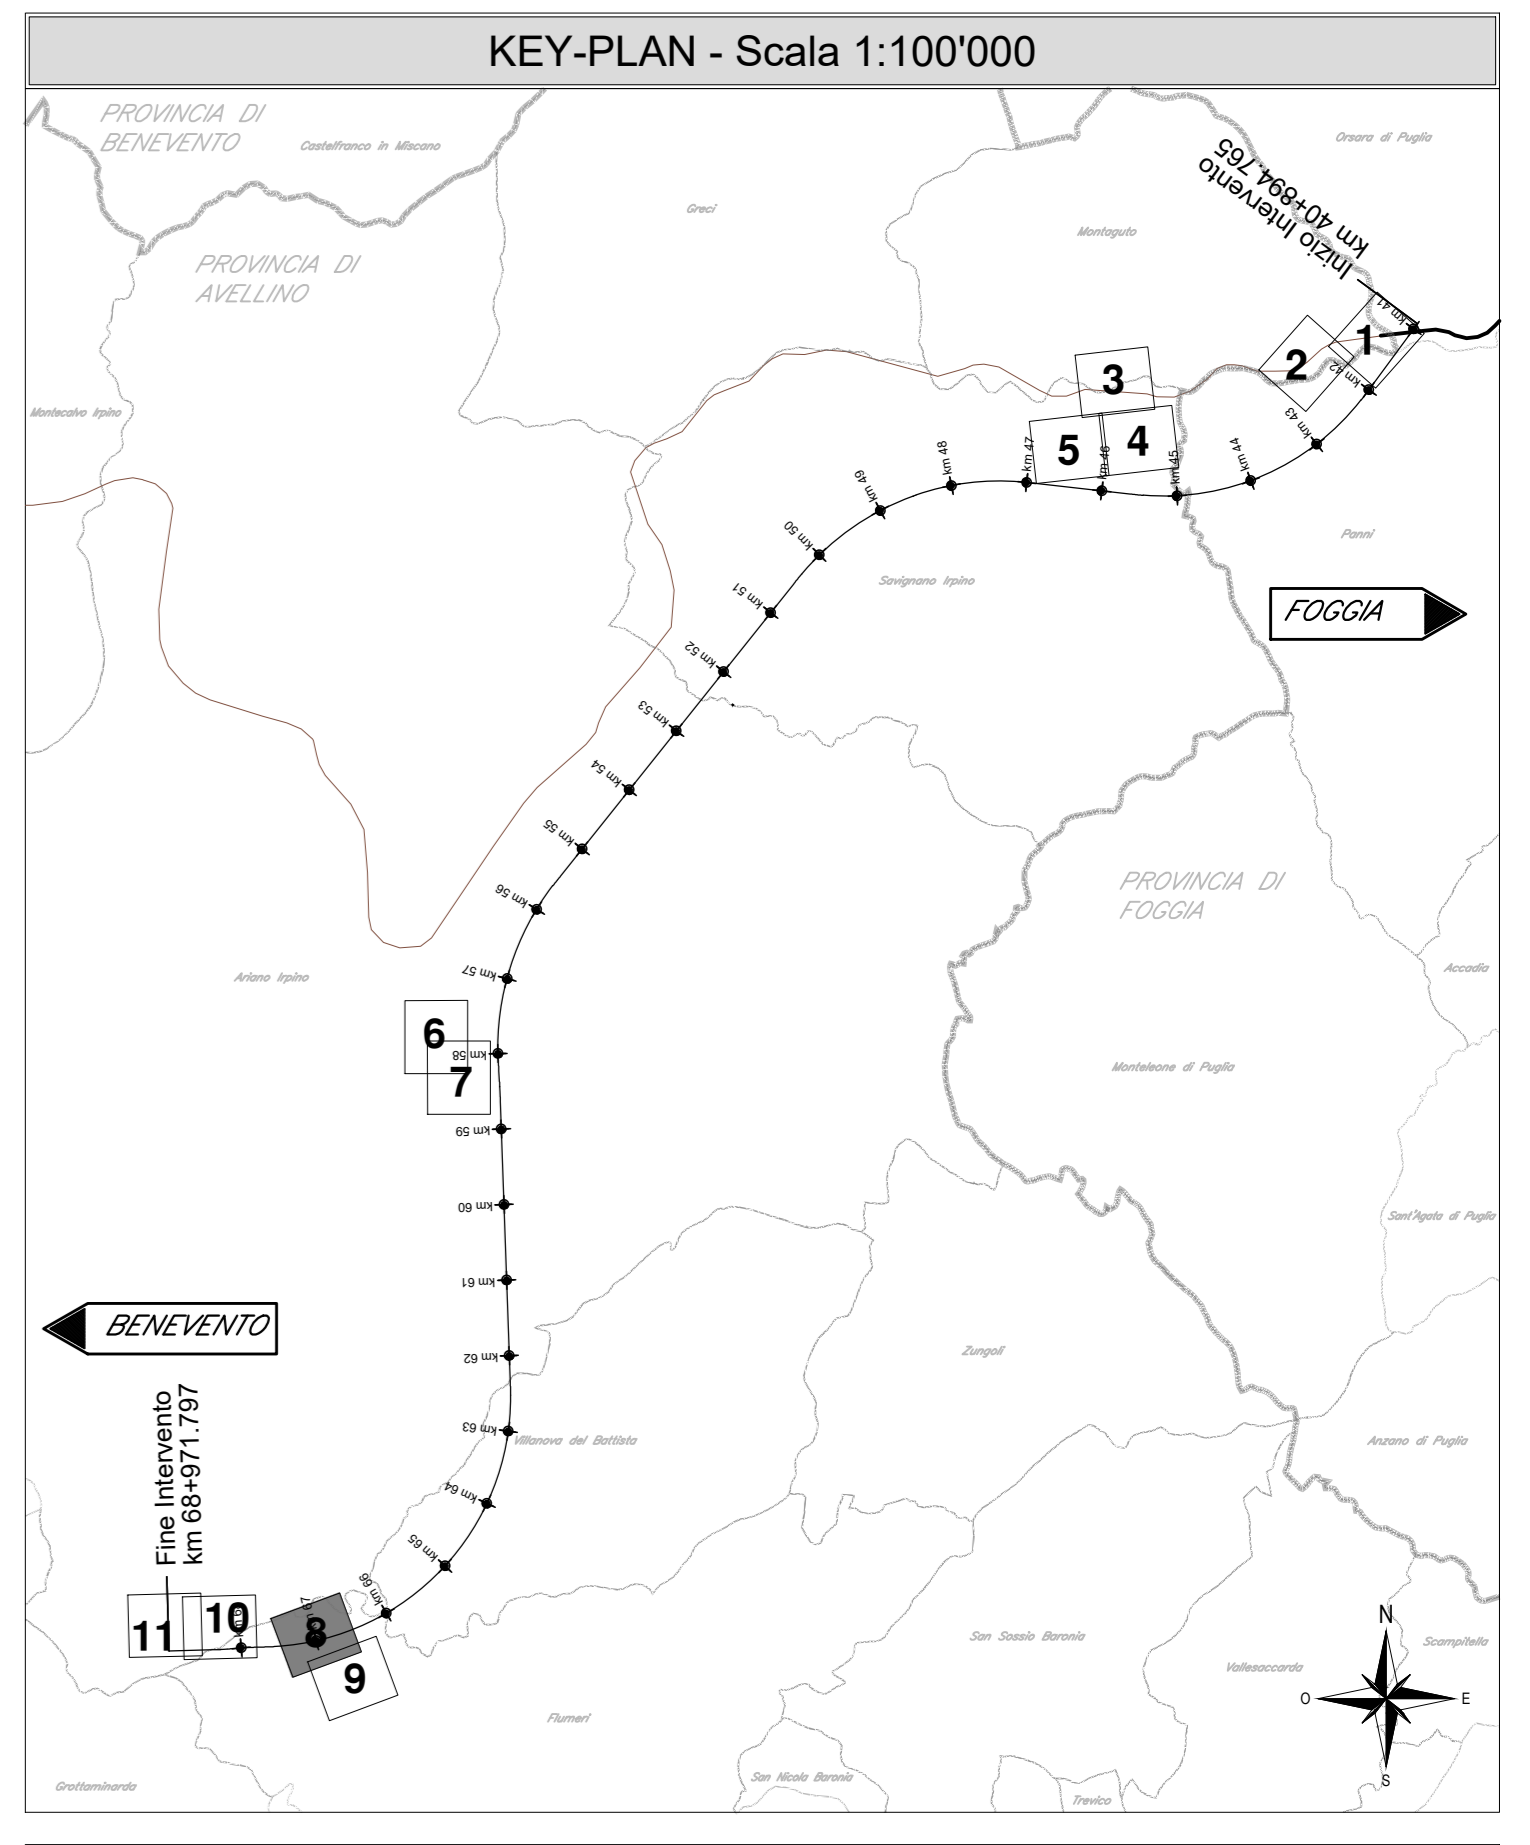 KEY-PLAN - Scala 1:100'000
PROVINCIA DI
BENEVENTO
Castelfranco in Miscano
Orsara di Puglia
Greci
Montaguto
Inizio Intervento
km 40+894.765
PROVINCIA DI
AVELLINO
km 41
1
2
km 42
3
Montecalvo Irpino
km 43
5
4
km 44
km 45
km 46
km 47
km 48
km 49
km 50
Panni
Savignano Irpino
km 51
FOGGIA
km 52
km 53
km 54
km 55
km 56
PROVINCIA DI
FOGGIA
Accadia
Ariano Irpino
km 57
6
km 58
7
Monteleone di Puglia
km 59
km 60
Sant'Agata di Puglia
km 61
BENEVENTO
km 62
Zungoli
Fine Intervento
km 68+971.797
km 63
Villanova del Battista
Anzano di Puglia
km 64
km 65
km 66
11
10
km 67
8
9
San Sossio Baronia
Vallesaccarda
Scampitella
N
O
E
S
Flumeri
Grottaminarda
San Nicola Baronia
Trevico